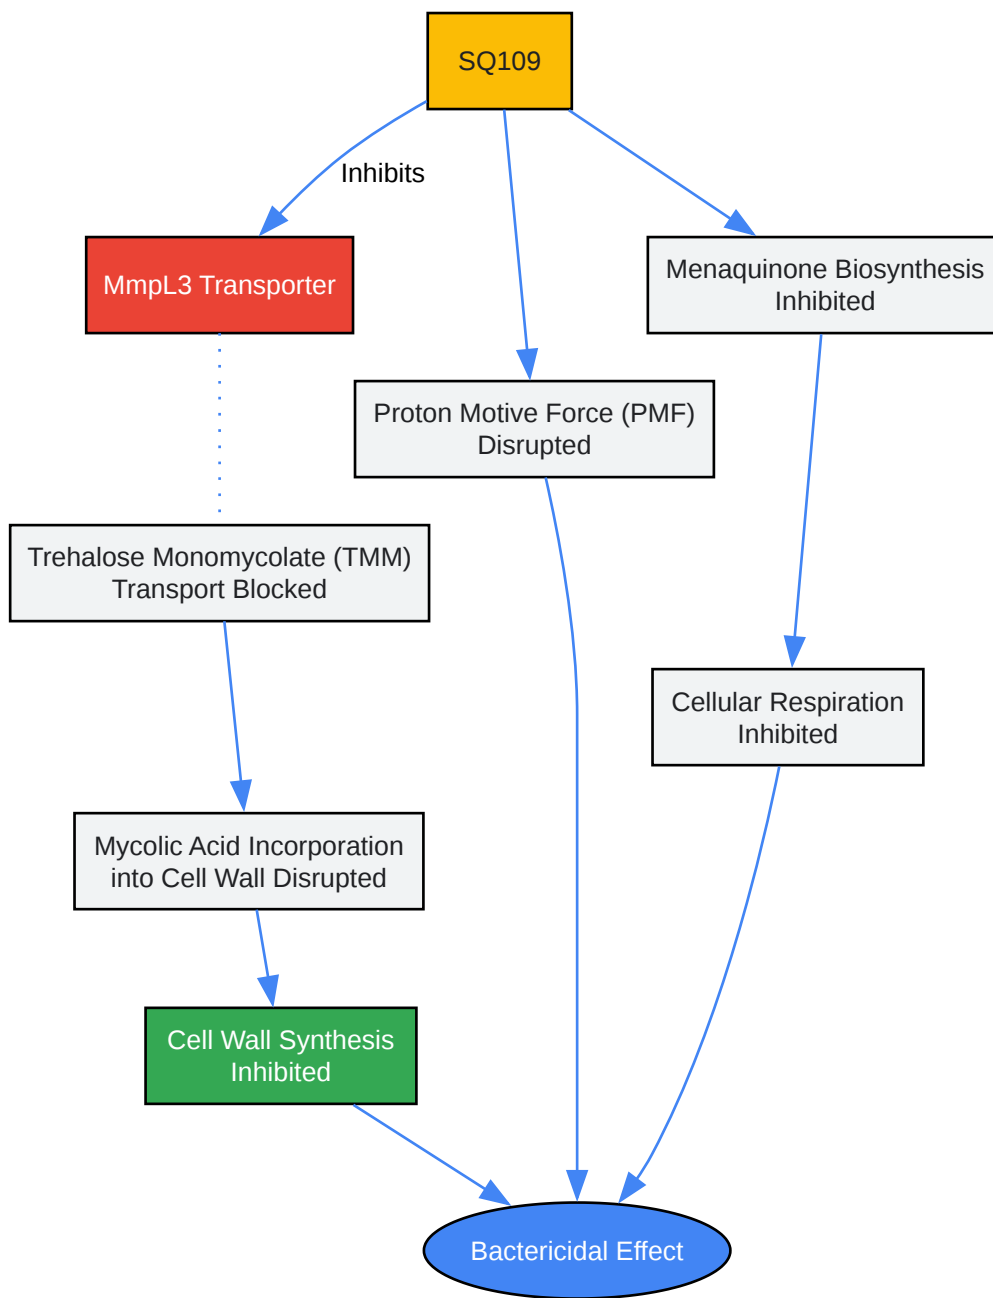 SQ109
Inhibits
MmpL3 Transporter
Menaquinone Biosynthesis
Inhibited
Proton Motive Force (PMF)
Disrupted
Trehalose Monomycolate (TMM)
Transport Blocked
Cellular Respiration
Inhibited
Mycolic Acid Incorporation
into Cell Wall Disrupted
Cell Wall Synthesis
Inhibited
Bactericidal Effect